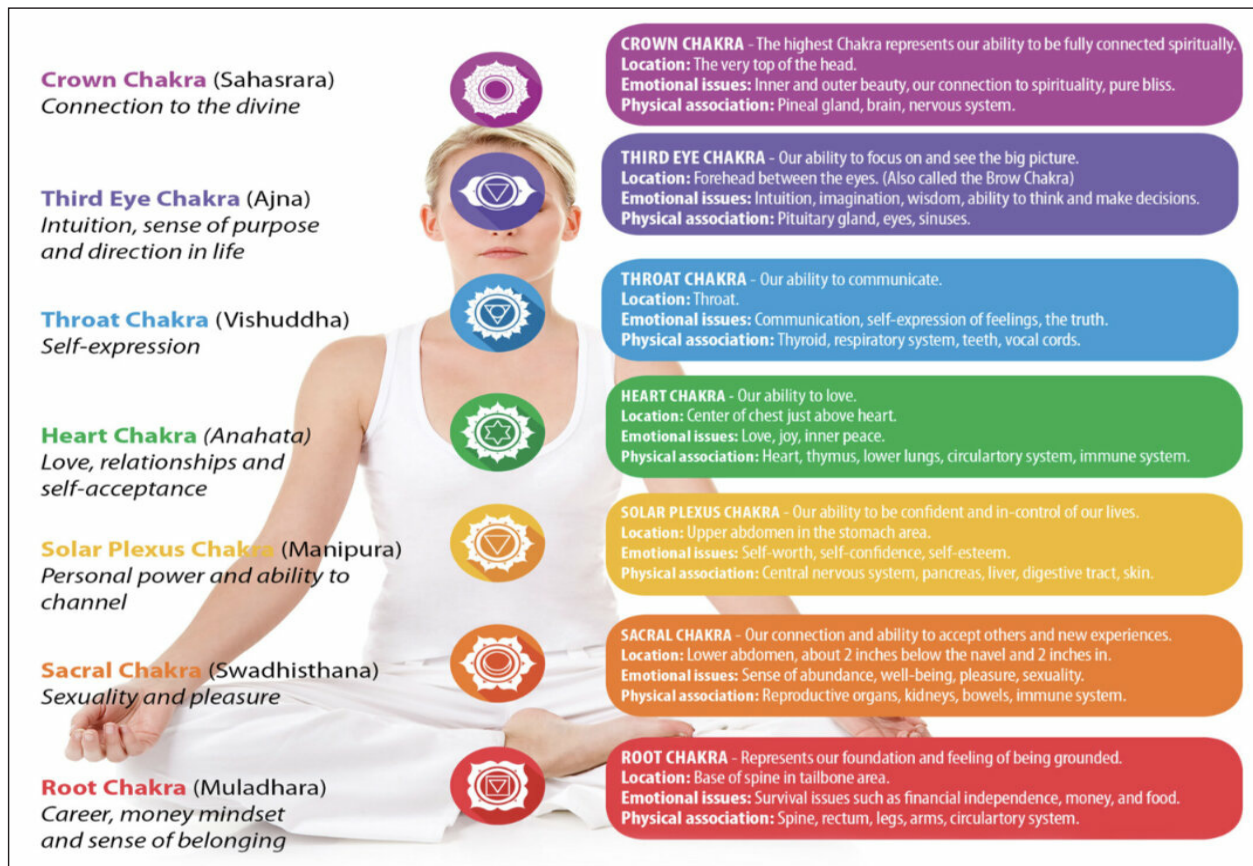 Crown Chakra (Sahasrara)
Connection to the divine
CROWN CHAKRA - The highest Chakra represents our ability to be fully connected spiritually.
Location: The very top of the head.
Emotional issues: Inner and outer beauty, our connection to spirituality, pure bliss.
Physical association: Pineal gland, brain, nervous system.
Third Eye Chakra (Ajna)
Intuition, sense of purpose
and direction in life
THIRD EYE CHAKRA - Our ability to focus on and see the big picture.
Location: Forehead between the eyes. (Also called the Brow Chakra)
Emotional issues: Intuition, imagination, wisdom, ability to think and make decisions.
Physical association: Pituitary gland, eyes, sinuses.
Throat Chakra (Vishuddha)
Self-expression
THROAT CHAKRA - Our ability to communicate.
Location: Throat.
Emotional issues: Communication, self-expression of feelings, the truth.
Physical association: Thyroid, respiratory system, teeth, vocal cords.
Heart Chakra (Anahata)
Love, relationships and
self-acceptance
HEART CHAKRA - Our ability to love.
Location: Center of chest just above heart.
Emotional issues: Love, joy, inner peace.
Physical association: Heart, thymus, lower lungs, circulartory system, immune system.
Solar Plexus Chakra (Manipura)
Personal power and ability to
channel
SOLAR PLEXUS CHAKRA - Our ability to be confident and in-control of our lives.
Location: Upper abdomen in the stomach area.
Emotional issues: Self-worth, self-confidence, self-esteem.
Physical association: Central nervous system, pancreas, liver, digestive tract, skin.
Sacral Chakra (Swadhisthana)
Sexuality and pleasure
SACRAL CHAKRA - Our connection and ability to accept others and new experiences.
Location: Lower abdomen, about 2 inches below the navel and 2 inches in.
Emotional issues: Sense of abundance, well-being, pleasure, sexuality.
Physical association: Reproductive organs, kidneys, bowels, immune system.
Root Chakra (Muladhara)
Career, money mindset
and sense of belonging
ROOT CHAKRA - Represents our foundation and feeling of being grounded.
Location: Base of spine in tailbone area.
Emotional issues: Survival issues such as financial independence, money, and food.
Physical association: Spine, rectum, legs, arms, circulartory system.